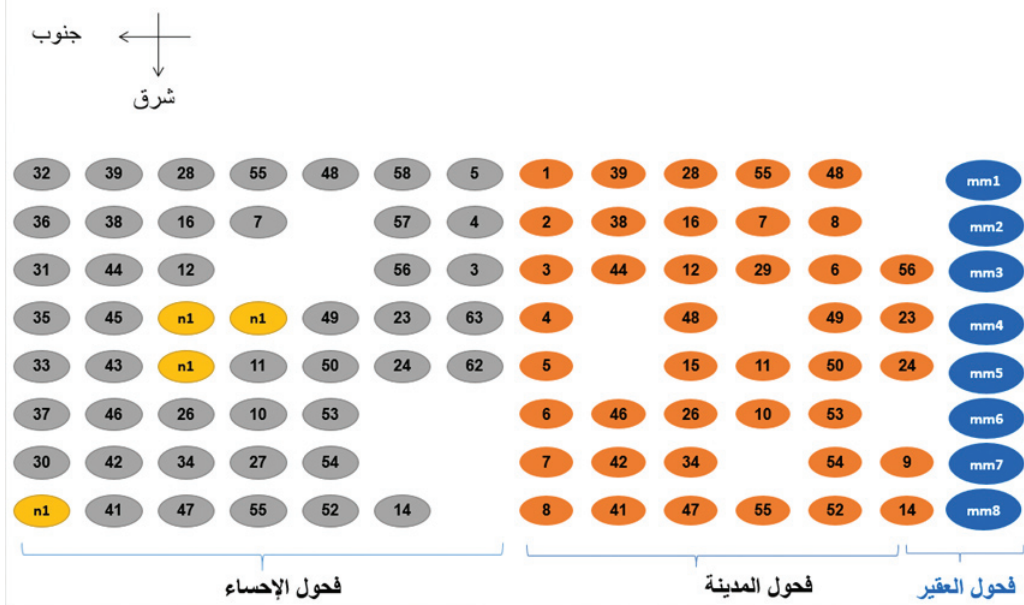 جنوب
شرق
32 39 28 55 48 58 5 1 39 28 55 48 mm1
36 38 16 7 57 4 2 38 16 7 8 mm2
31 44 12 56 3 3 44 12 29 6 56 mm3
35 45 n1 n1 49 23 63 4 48 49 23 mm4
33 43 n1 11 50 24 62 5 15 11 50 24 mm5
37 46 26 10 53 6 46 26 10 53 mm6
30 42 34 27 54 7 42 34 54 9 mm7
n1 41 47 55 52 14 8 41 47 55 52 14 mm8
فحول العقير فحول المدينة فحول الإحساء